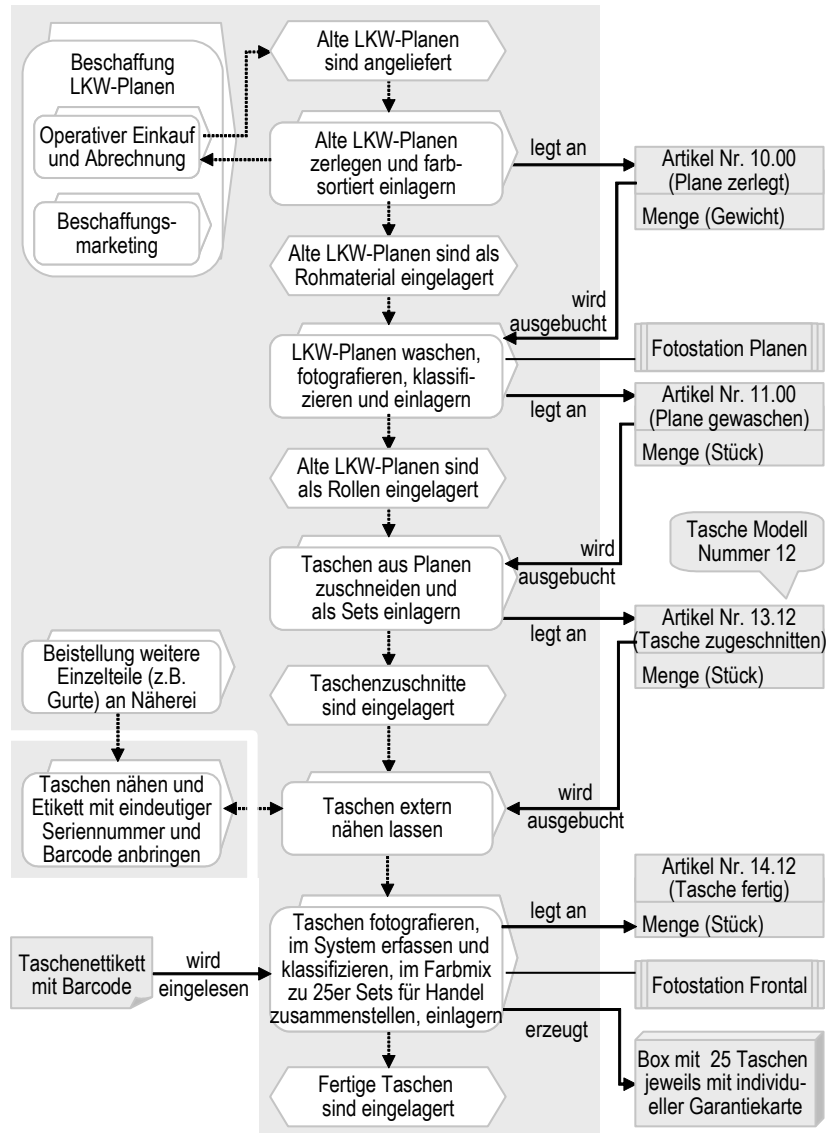 Beschaffung
LKW-Planen
Operativer Einkauf
und Abrechnung
Beschaffungs-
marketing
Alte LKW-Planen
sind angeliefert
Alte LKW-Planen
zerlegen und farb-
sortiert einlagern
legt an
Artikel Nr. 10.00
(Plane zerlegt)
Menge (Gewicht)
Alte LKW-Planen sind als
Rohmaterial eingelagert
wird
ausgebucht
LKW-Planen waschen,
fotografieren, klassifi-
zieren und einlagern
Fotostation Planen
legt an
Artikel Nr. 11.00
(Plane gewaschen)
Menge (Stück)
Alte LKW-Planen sind
als Rollen eingelagert
Tasche Modell
Nummer 12
wird
ausgebucht
Taschen aus Planen
zuschneiden und
als Sets einlagern
legt an
Artikel Nr. 13.12
(Tasche zugeschnitten)
Menge (Stück)
Beistellung weitere
Einzelteile (z.B.
Gurte) an Näherei
Taschenzuschnitte
sind eingelagert
Taschen nähen und
Etikett mit eindeutiger
Seriennummer und
Barcode anbringen
Taschen extern
nähen lassen
wird
ausgebucht
Artikel Nr. 14.12
(Tasche fertig)
Menge (Stück)
legt an
Taschen fotografieren,
im System erfassen und
klassifizieren, im Farbmix
zu 25er Sets für Handel
zusammenstellen, einlagern
Taschenettikett
mit Barcode
wird
eingelesen
Fotostation Frontal
erzeugt
Box mit 25 Taschen
jeweils mit individu-
eller Garantiekarte
Fertige Taschen
sind eingelagert